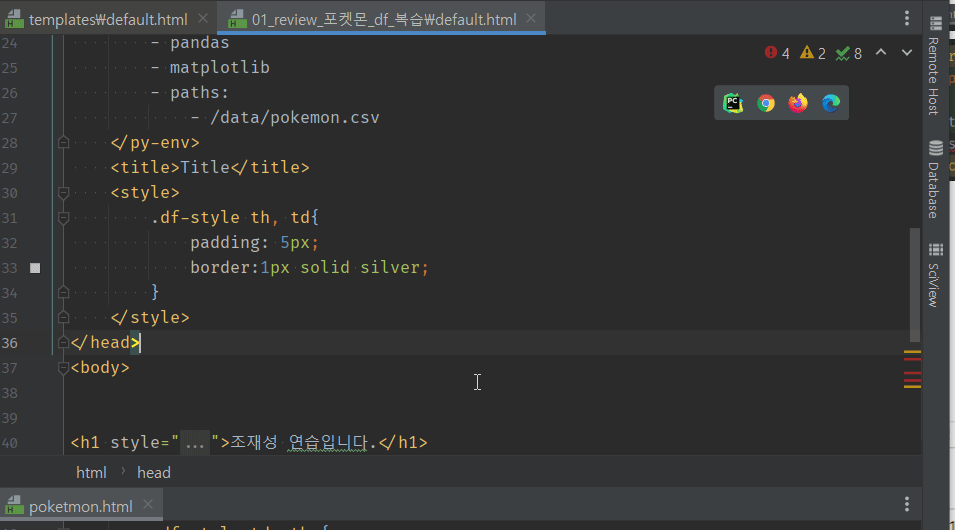 templates\default.html
01_review_포켓몬_df_복습\default.html
24 - pandas
25 - matplotlib
26 - paths:
27 - /data/pokemon.csv
28 </py-env>
29 <title>Title</title>
30 <style>
31 .df-style th, td{
32 padding: 5px;
33 border:1px solid silver;
34 }
35 </style>
36 </head>
37 <body>
38
39
40 <h1 style="...">조재성 연습입니다.</h1>
4 2 8
PC
html › head
poketmon.html
Remote Host
Database
SciView